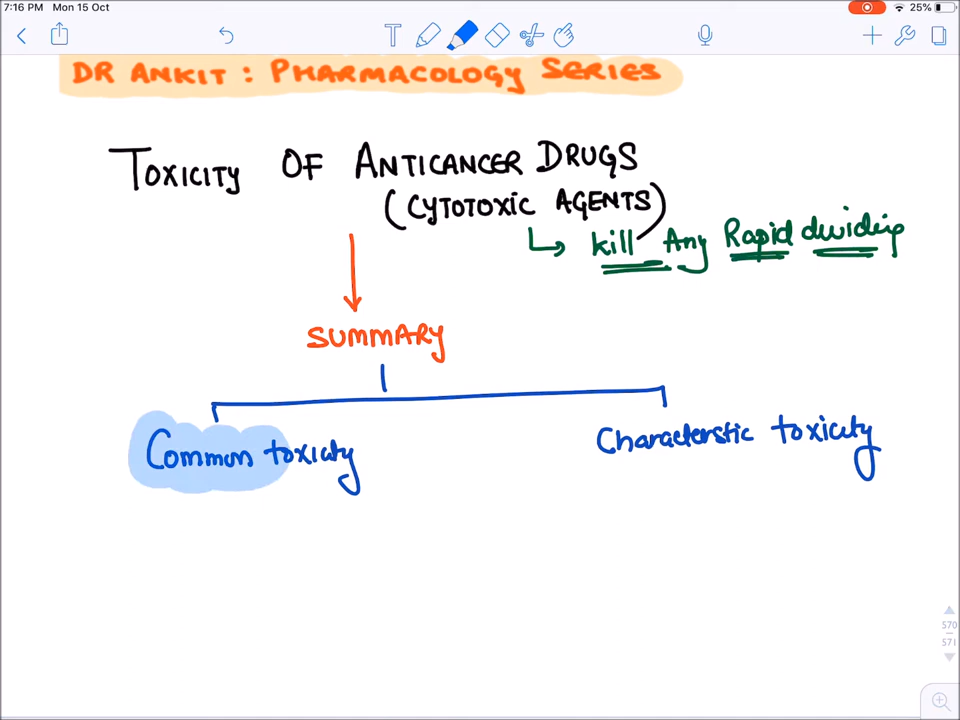 7:16 PM Mon 15 Oct
25%
DR ANKIT : PHARMACOLOGY SERIES
TOXICITY OF ANTICANCER DRUGS
(CYTOTOXIC AGENTS)
kill Any Rapid dividing
SUMMARY
Common toxicity
Characterstic toxicity
570
571